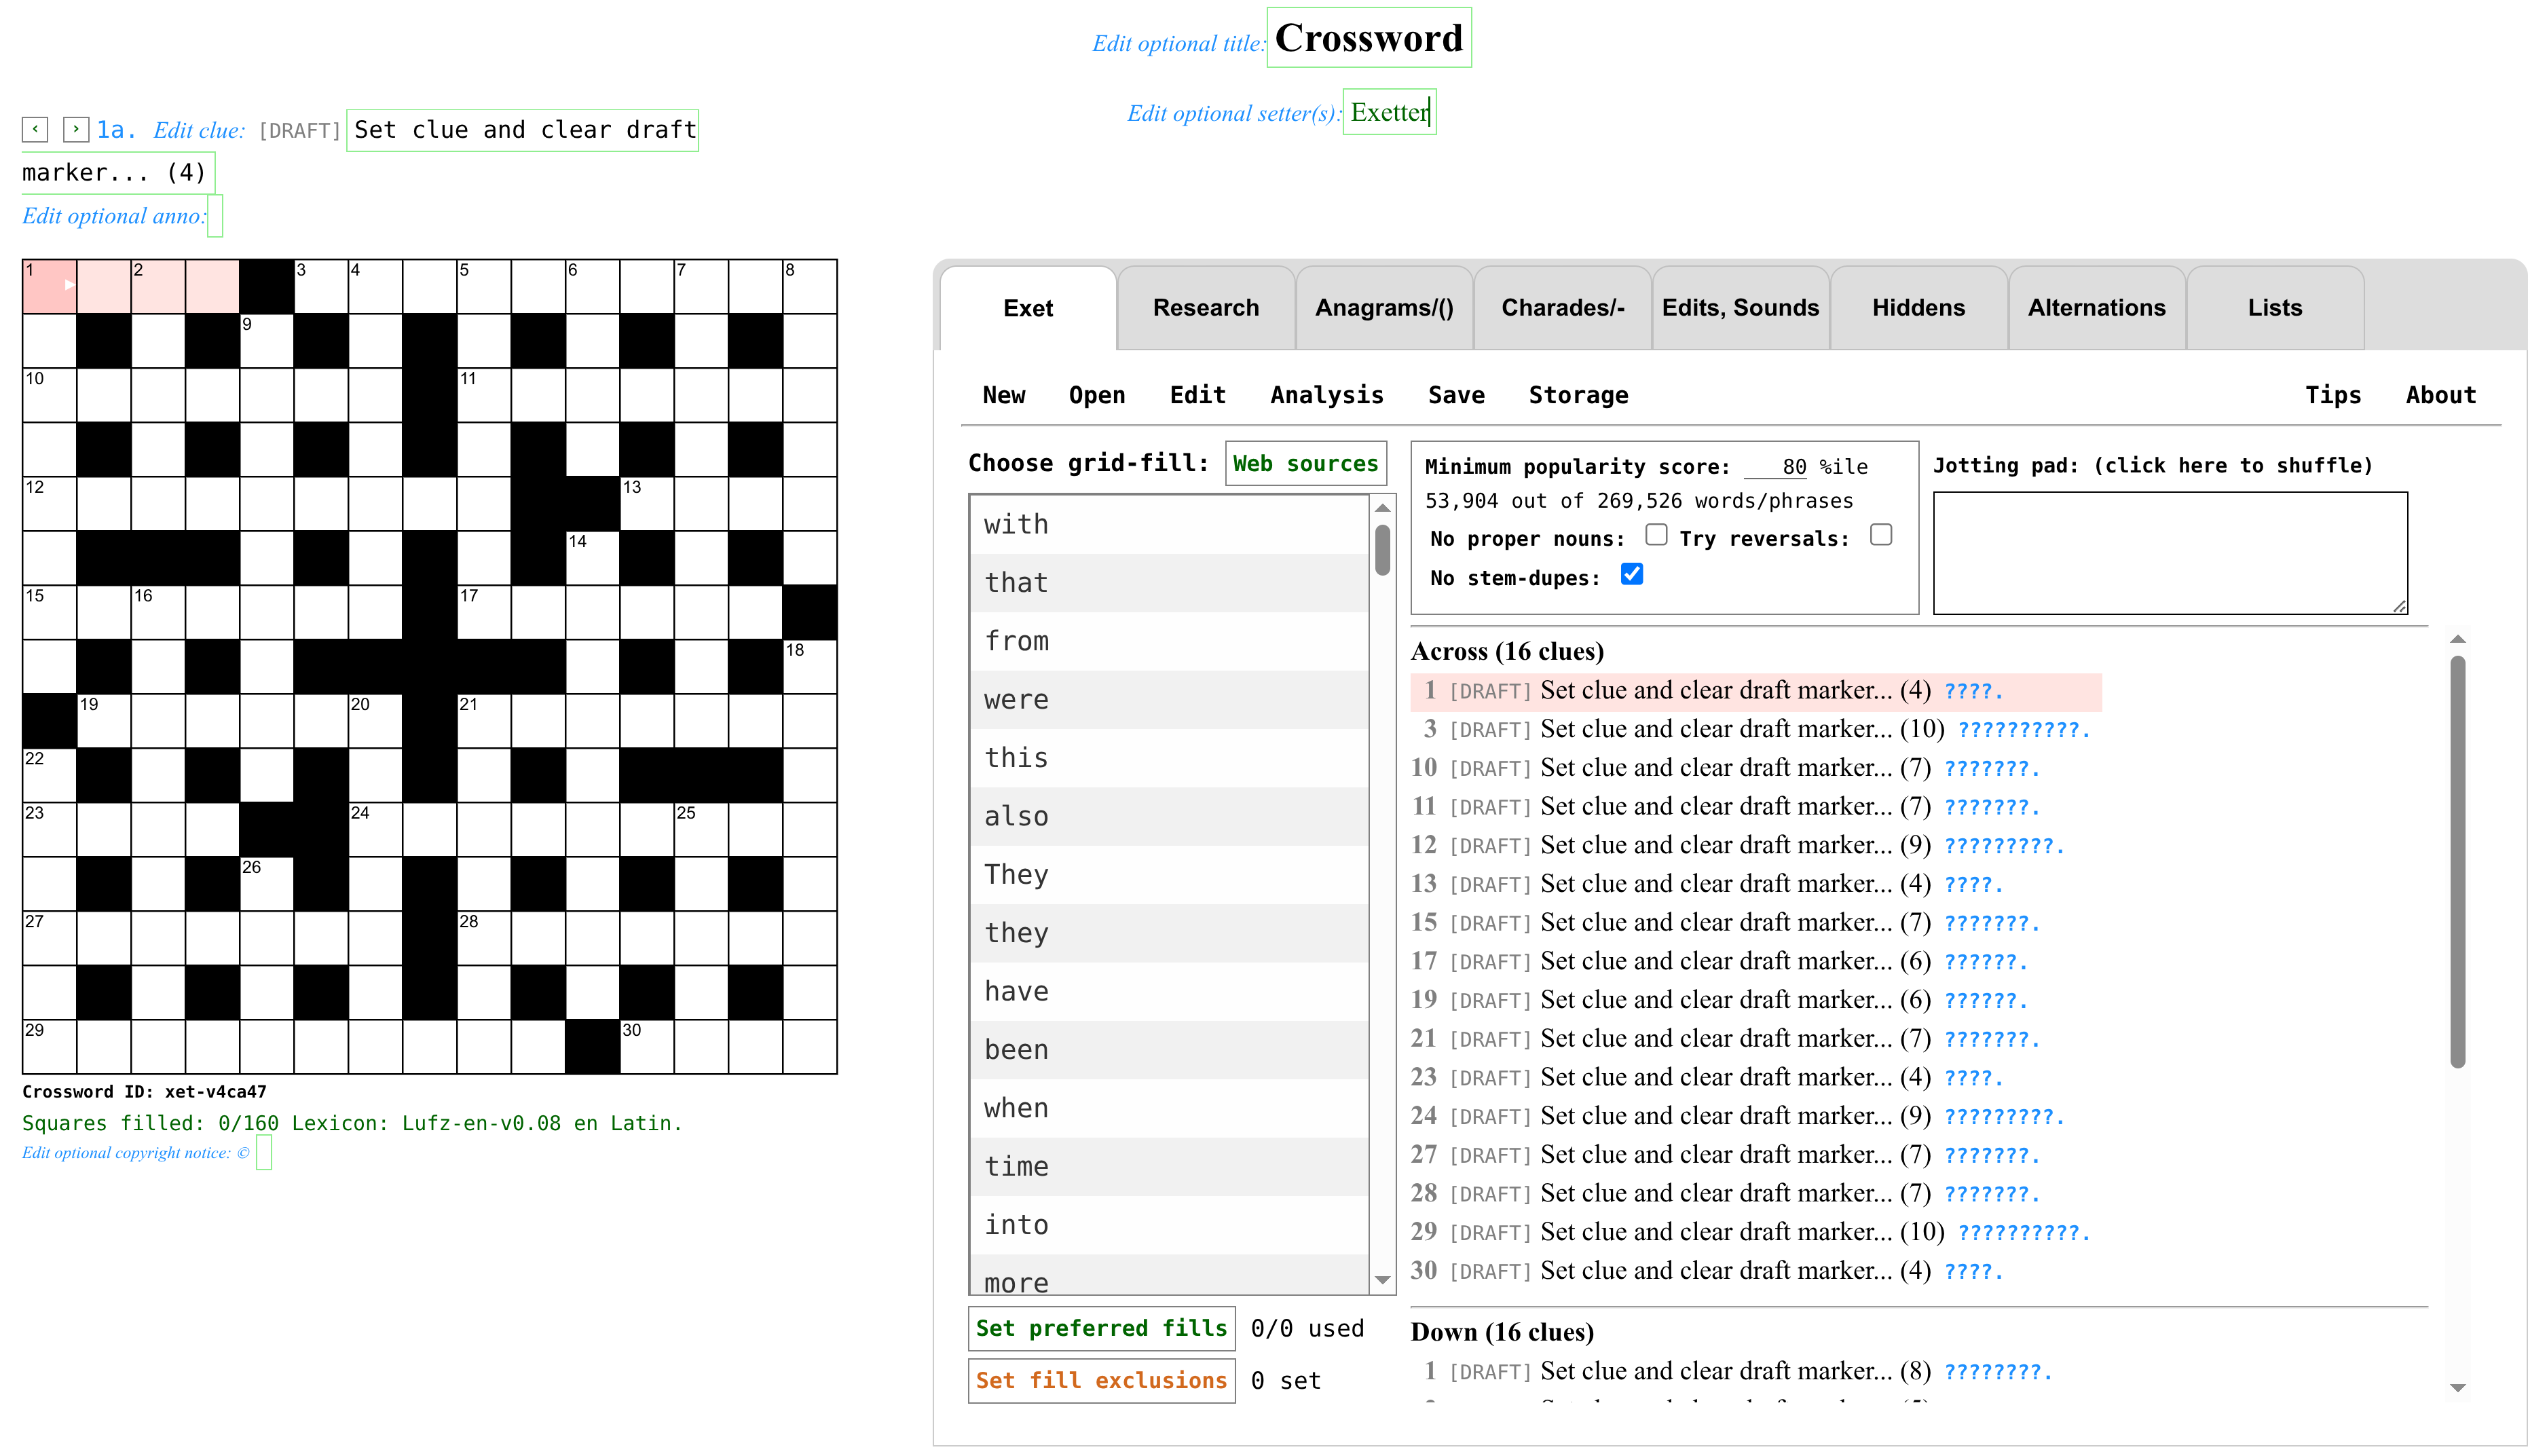 Edit optional title: Crossword
Edit optional setter(s): Exetter
‹ › 1a. Edit clue: [DRAFT] Set clue and clear draft
marker... (4)
Edit optional anno:
1 2 3 4 5 6 7 8
9
10 11
12 13
14
15 16 17
18
19 20 21
22
23 24 25
26
27 28
29 30
Crossword ID: xet-v4ca47
Squares filled: 0/160 Lexicon: Lufz-en-v0.08 en Latin.
Edit optional copyright notice: ©
Exet Research Anagrams/() Charades/- Edits, Sounds Hiddens Alternations Lists
New Open Edit Analysis Save Storage Tips About
Choose grid-fill: Web sources
with
that
from
were
this
also
They
they
have
been
when
time
into
more
Set preferred fills 0/0 used
Set fill exclusions 0 set
Minimum popularity score: 80 %ile
53,904 out of 269,526 words/phrases
No proper nouns: Try reversals:
No stem-dupes:
Jotting pad: (click here to shuffle)
Across (16 clues)
1 [DRAFT] Set clue and clear draft marker... (4) ????.
3 [DRAFT] Set clue and clear draft marker... (10) ??????????.
10 [DRAFT] Set clue and clear draft marker... (7) ???????.
11 [DRAFT] Set clue and clear draft marker... (7) ???????.
12 [DRAFT] Set clue and clear draft marker... (9) ?????????.
13 [DRAFT] Set clue and clear draft marker... (4) ????.
15 [DRAFT] Set clue and clear draft marker... (7) ???????.
17 [DRAFT] Set clue and clear draft marker... (6) ??????.
19 [DRAFT] Set clue and clear draft marker... (6) ??????.
21 [DRAFT] Set clue and clear draft marker... (7) ???????.
23 [DRAFT] Set clue and clear draft marker... (4) ????.
24 [DRAFT] Set clue and clear draft marker... (9) ?????????.
27 [DRAFT] Set clue and clear draft marker... (7) ???????.
28 [DRAFT] Set clue and clear draft marker... (7) ???????.
29 [DRAFT] Set clue and clear draft marker... (10) ??????????.
30 [DRAFT] Set clue and clear draft marker... (4) ????.
Down (16 clues)
1 [DRAFT] Set clue and clear draft marker... (8) ????????.